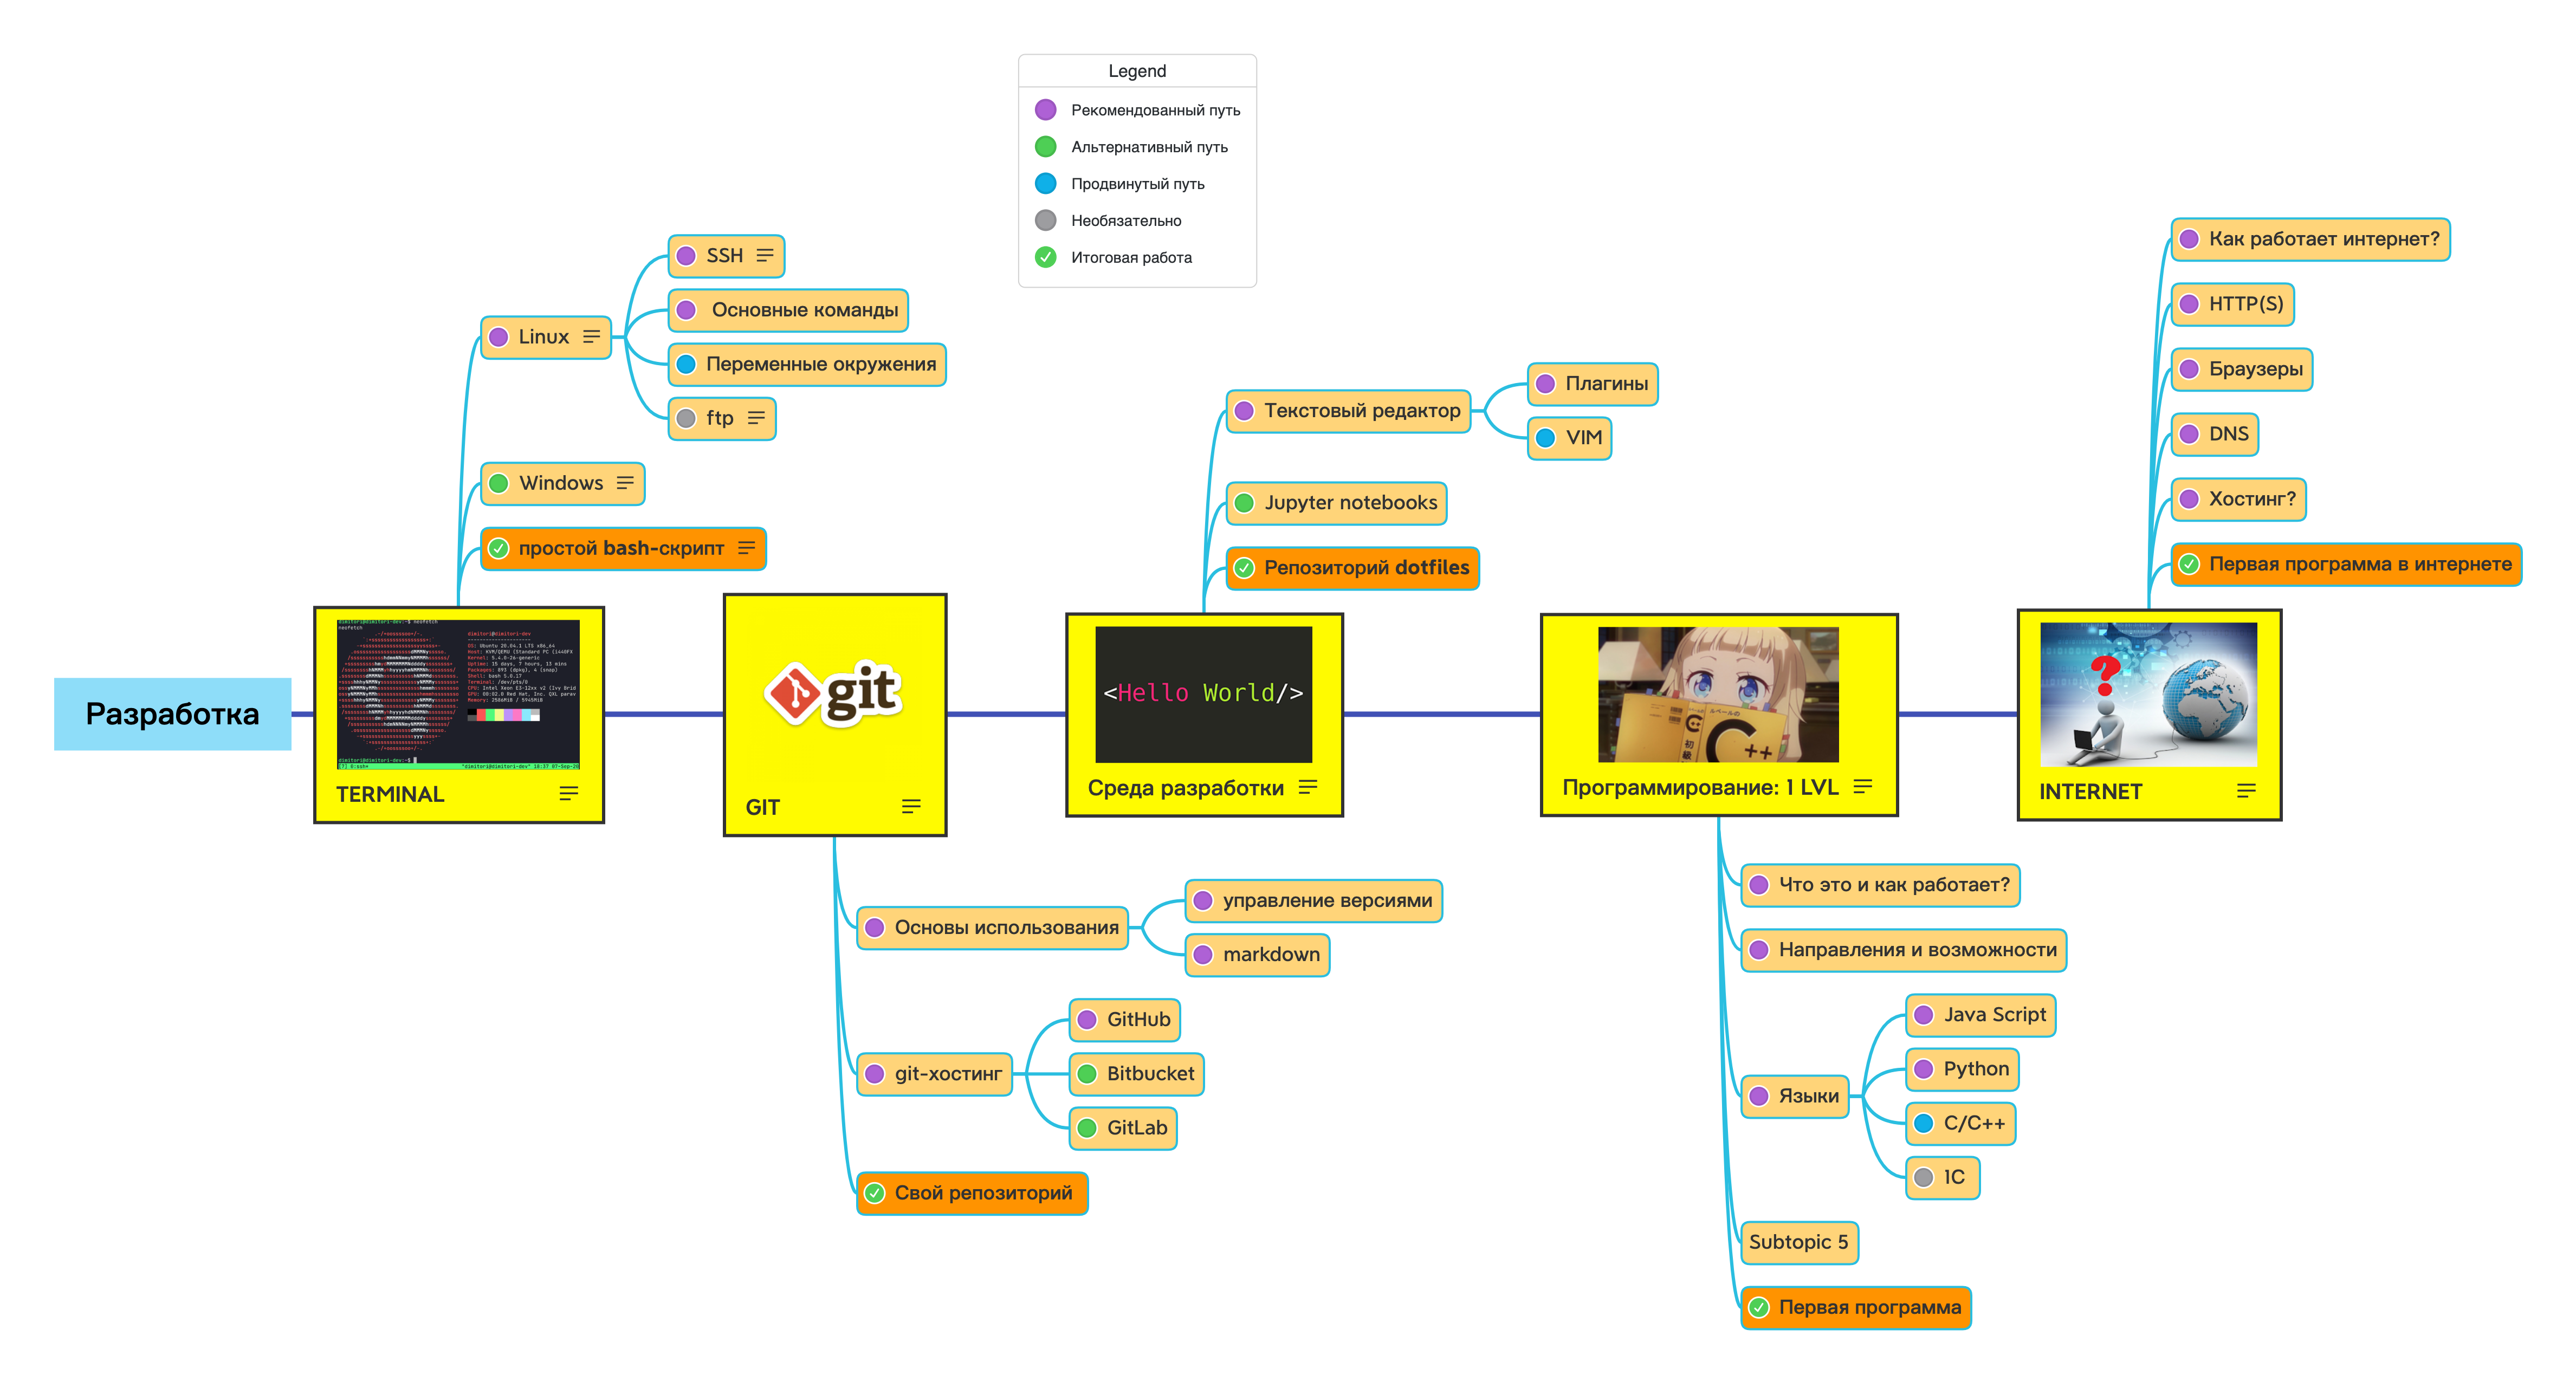 Legend
Рекомендованный путь
Альтернативный путь
Продвинутый путь
Необязательно
Итоговая работа
Разработка
TERMINAL
Linux
SSH
Основные команды
Переменные окружения
ftp
Windows
простой bash-скрипт
git
GIT
Основы использования
управление версиями
markdown
git-хостинг
GitHub
Bitbucket
GitLab
Свой репозиторий
<Hello World/>
Среда разработки
Текстовый редактор
Плагины
VIM
Jupyter notebooks
Репозиторий dotfiles
C++
Программирование: 1 LVL
Что это и как работает?
Направления и возможности
Языки
Java Script
Python
C/C++
1C
Subtopic 5
Первая программа
?
INTERNET
Как работает интернет?
HTTP(S)
Браузеры
DNS
Хостинг?
Первая программа в интернете